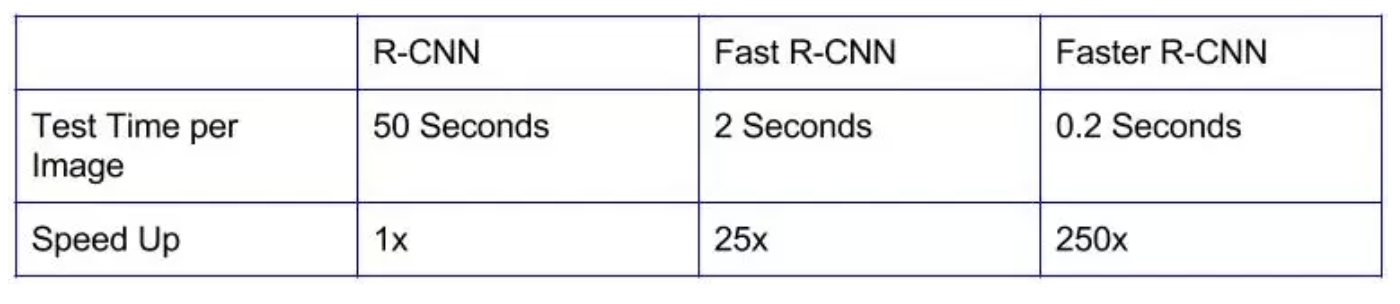 R-CNN Fast R-CNN Faster R-CNN
Test Time per Image 50 Seconds 2 Seconds 0.2 Seconds
Speed Up 1x 25x 250x